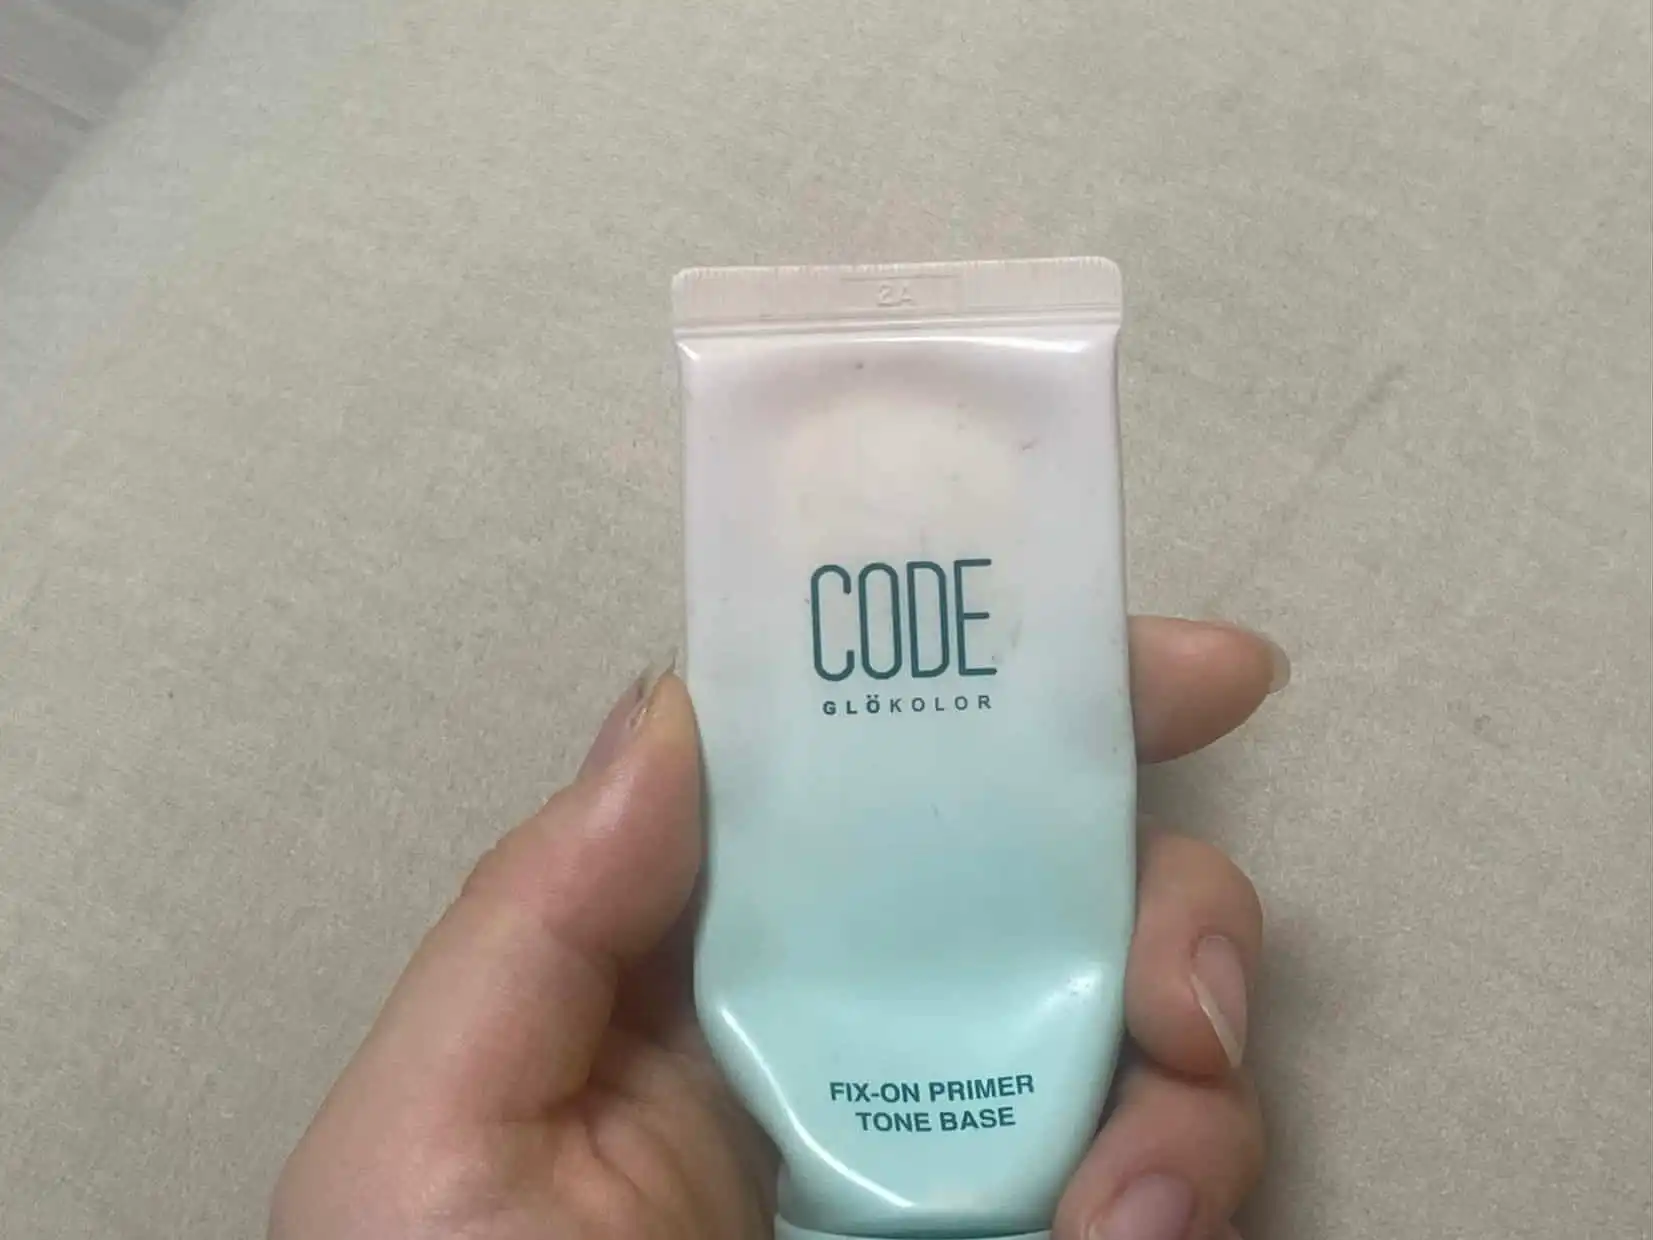 2A
CODE
GLÖKOLOR
FIX-ON PRIMER
TONE BASE